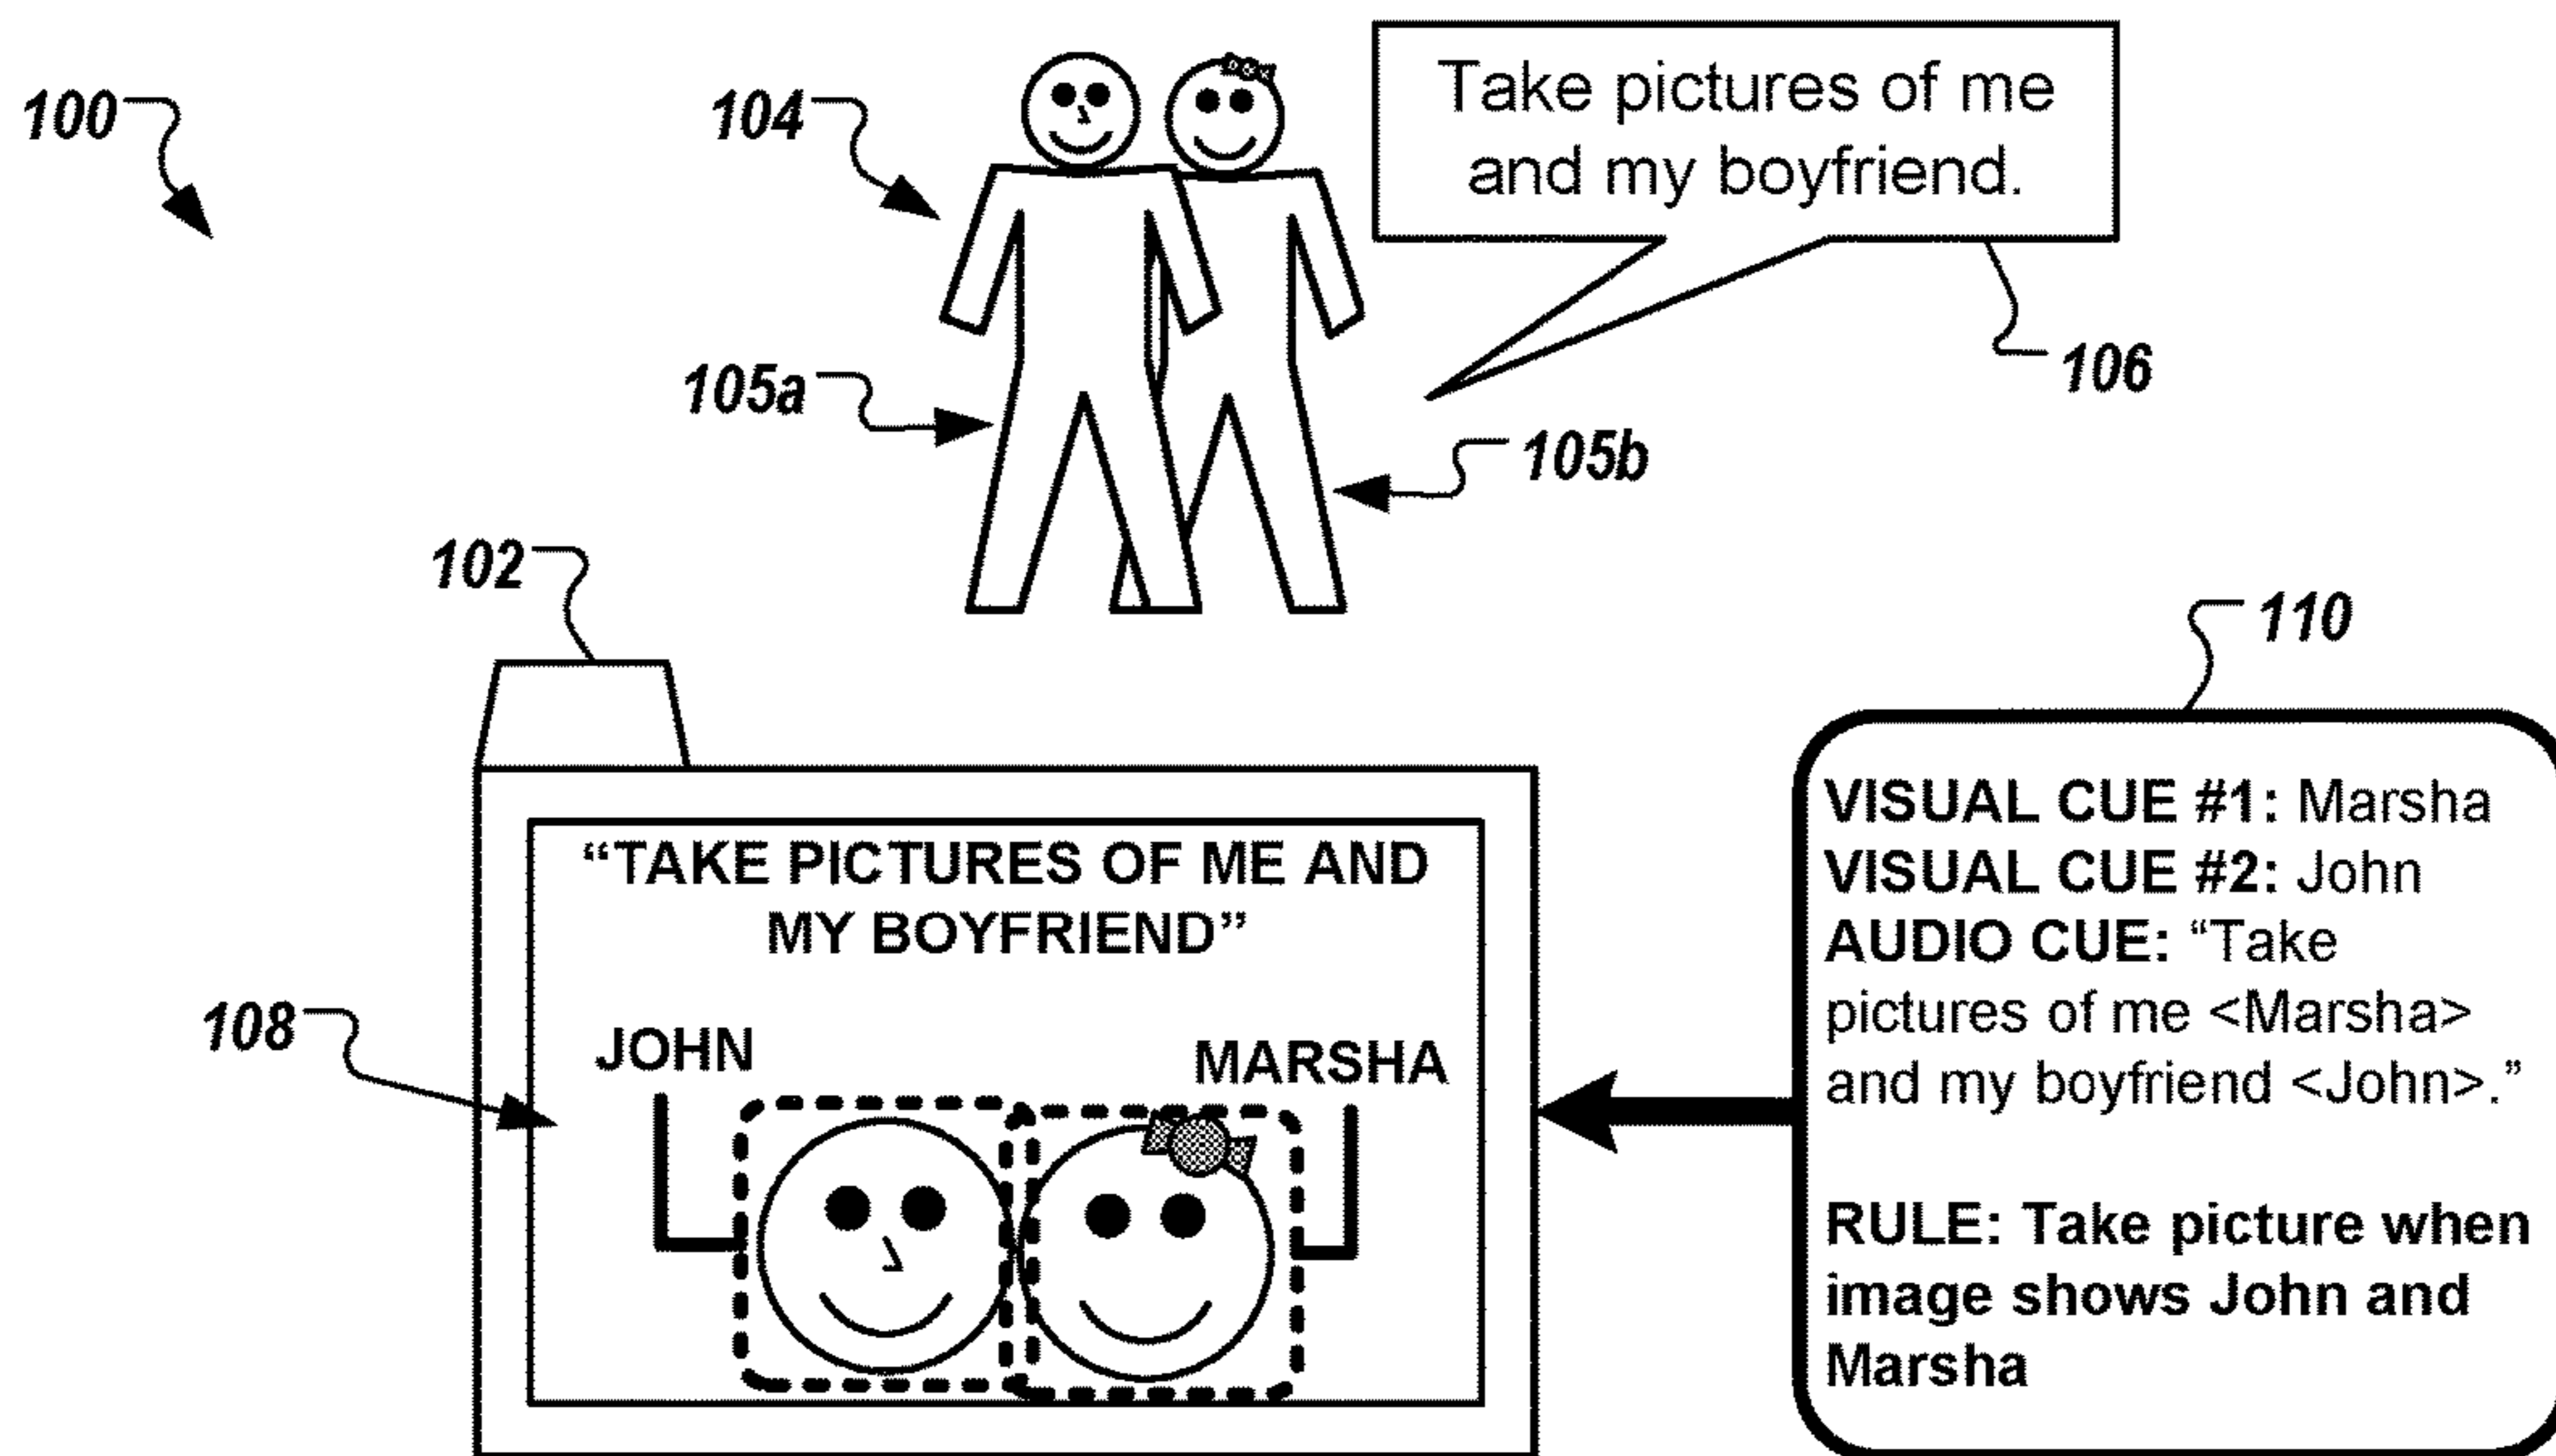 100
104
Take pictures of me
and my boyfriend.
106
105a
105b
102
110
“TAKE PICTURES OF ME AND
MY BOYFRIEND”
108
JOHN
MARSHA
VISUAL CUE #1: Marsha
VISUAL CUE #2: John
AUDIO CUE: “Take
pictures of me <Marsha>
and my boyfriend <John>.”
RULE: Take picture when
image shows John and
Marsha